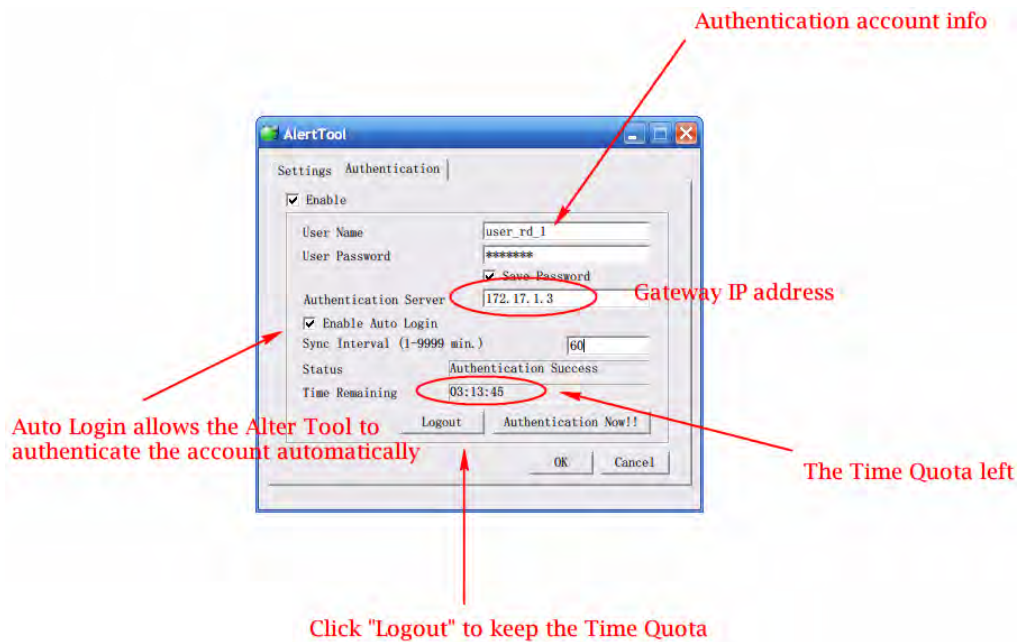 Authentication account info
AlertTool
Settings Authentication
Enable
User Name user_rd_1
User Password *******
Save Password
Authentication Server 172.17.1.3 Gateway IP address
Enable Auto Login
Sync Interval (1-9999 min.) 60
Status Authentication Success
Time Remaining 03:13:45
Logout Authentication Now!!
Auto Login allows the Alter Tool to
authenticate the account automatically
OK Cancel
The Time Quota left
Click "Logout" to keep the Time Quota